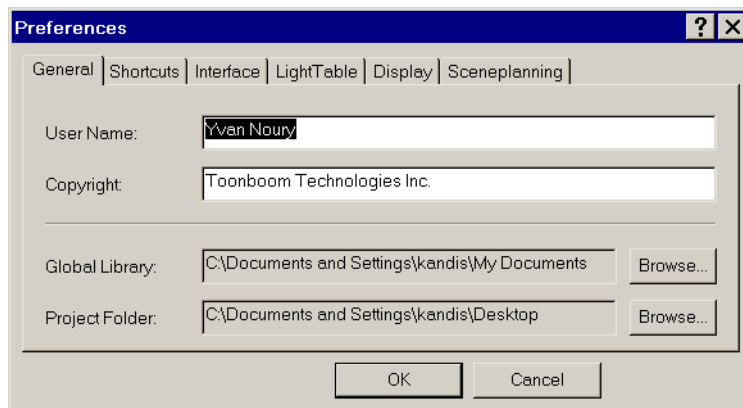 Preferences
General Shortcuts Interface LightTable Display Sceneplanning
User Name: Yvan Noury
Copyright: Toonboom Technologies Inc.
Global Library: C:\Documents and Settings\kandis\My Documents Browse...
Project Folder: C:\Documents and Settings\kandis\Desktop Browse...
OK Cancel